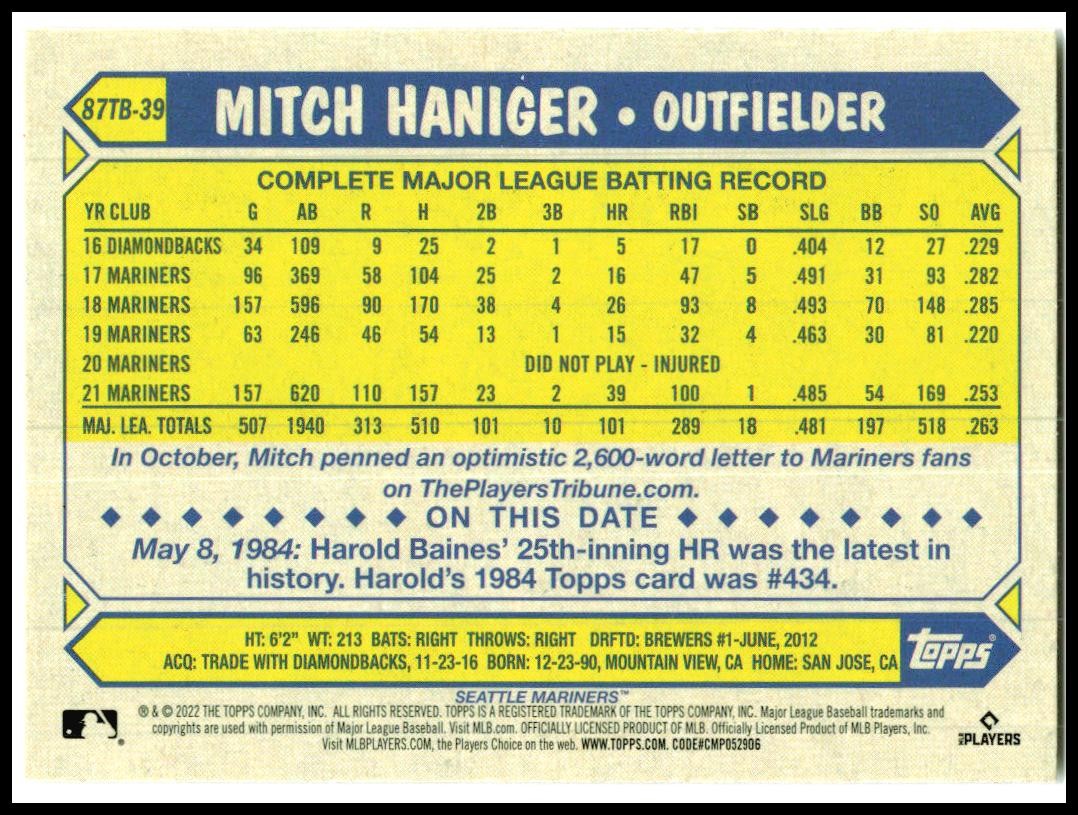 87TB-39 MITCH HANIGER • OUTFIELDER
COMPLETE MAJOR LEAGUE BATTING RECORD
YR CLUB G AB R H 2B 3B HR RBI SB SLG BB SO AVG
16 DIAMONDBACKS 34 109 9 25 2 1 5 17 0 .404 12 27 .229
17 MARINERS 96 369 58 104 25 2 16 47 5 .491 31 93 .282
18 MARINERS 157 596 90 170 38 4 26 93 8 .493 70 148 .285
19 MARINERS 63 246 46 54 13 1 15 32 4 .463 30 81 .220
20 MARINERS DID NOT PLAY - INJURED
21 MARINERS 157 620 110 157 23 2 39 100 1 .485 54 169 .253
MAJ. LEA. TOTALS 507 1940 313 510 101 10 101 289 18 .481 197 518 .263
In October, Mitch penned an optimistic 2,600-word letter to Mariners fans
on ThePlayersTribune.com.
ON THIS DATE
May 8, 1984: Harold Baines' 25th-inning HR was the latest in
history. Harold's 1984 Topps card was #434.
HT: 6'2" WT: 213 BATS: RIGHT THROWS: RIGHT DRFTD: BREWERS #1-JUNE, 2012
ACQ: TRADE WITH DIAMONDBACKS, 11-23-16 BORN: 12-23-90, MOUNTAIN VIEW, CA HOME: SAN JOSE, CA
Topps®
SEATTLE MARINERS™
® & © 2022 THE TOPPS COMPANY, INC. ALL RIGHTS RESERVED. TOPPS IS A REGISTERED TRADEMARK OF THE TOPPS COMPANY, INC. Major League Baseball trademarks and
copyrights are used with permission of Major League Baseball. Visit MLB.com. OFFICIALLY LICENSED PRODUCT OF MLB. Officially Licensed Product of MLB Players, Inc.
Visit MLBPLAYERS.COM, the Players Choice on the web. WWW.TOPPS.COM. CODE#CMP052906
MLB PLAYERS